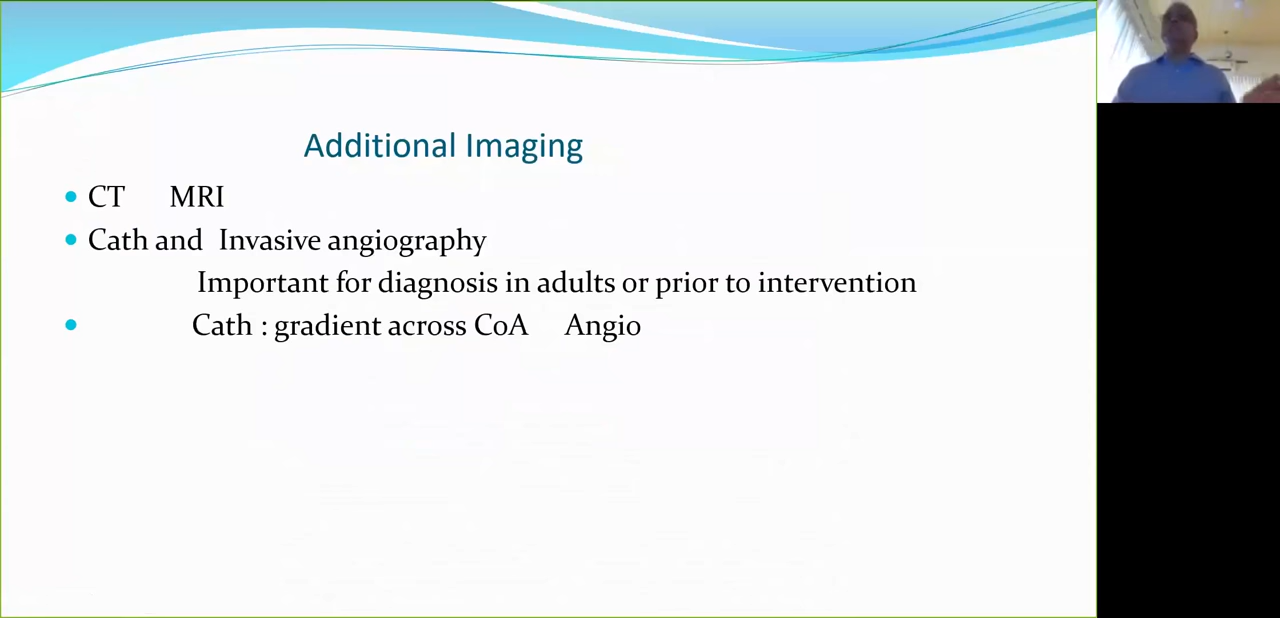 Additional Imaging
CT MRI
Cath and Invasive angiography
Important for diagnosis in adults or prior to intervention
Cath : gradient across CoA Angio